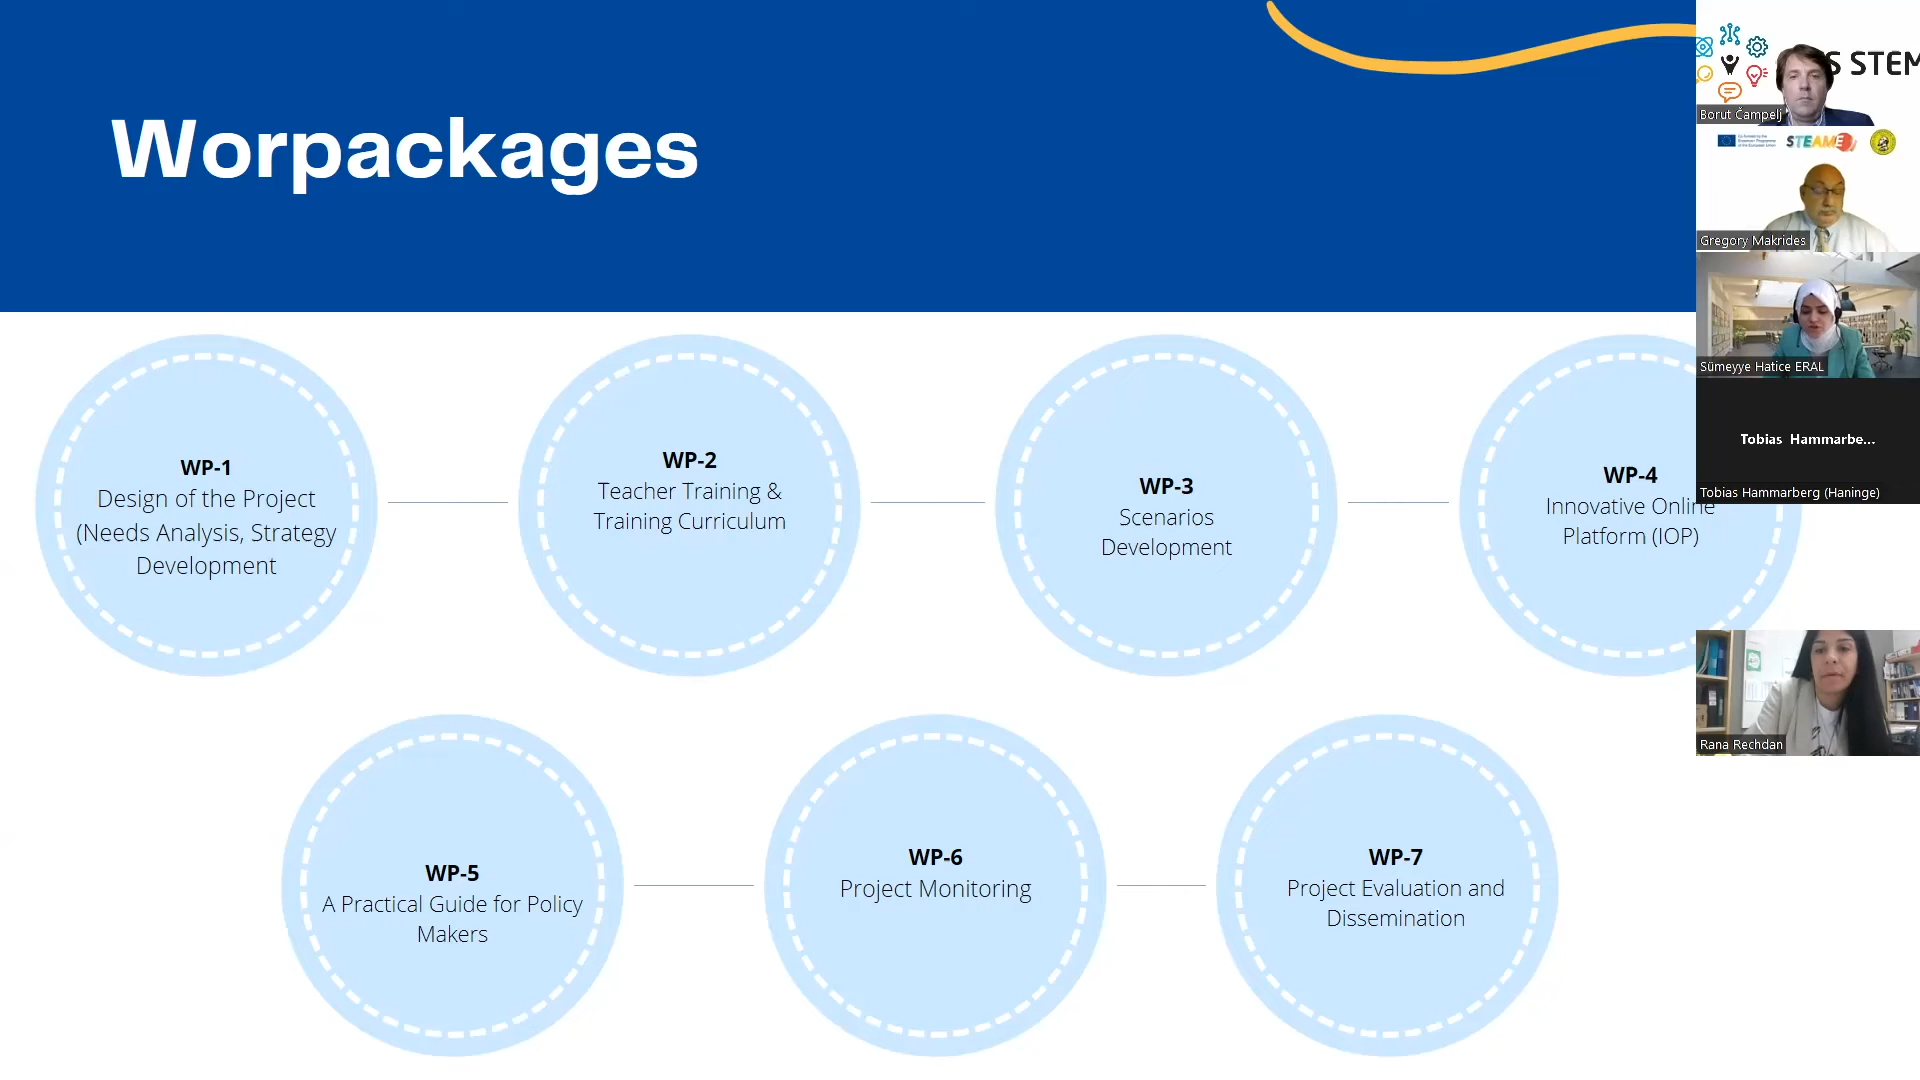 Worpackages
WP-1
Design of the Project
(Needs Analysis, Strategy
Development
WP-2
Teacher Training &
Training Curriculum
WP-3
Scenarios
Development
WP-4
Innovative Online
Platform (IOP)
WP-5
A Practical Guide for Policy
Makers
WP-6
Project Monitoring
WP-7
Project Evaluation and
Dissemination
S STEM
Borut Čampelj
STEAME
Gregory Makrides
Sümeyye Hatice ERAL
Tobias Hammarbe...
Tobias Hammarberg (Haninge)
Rana Rechdan